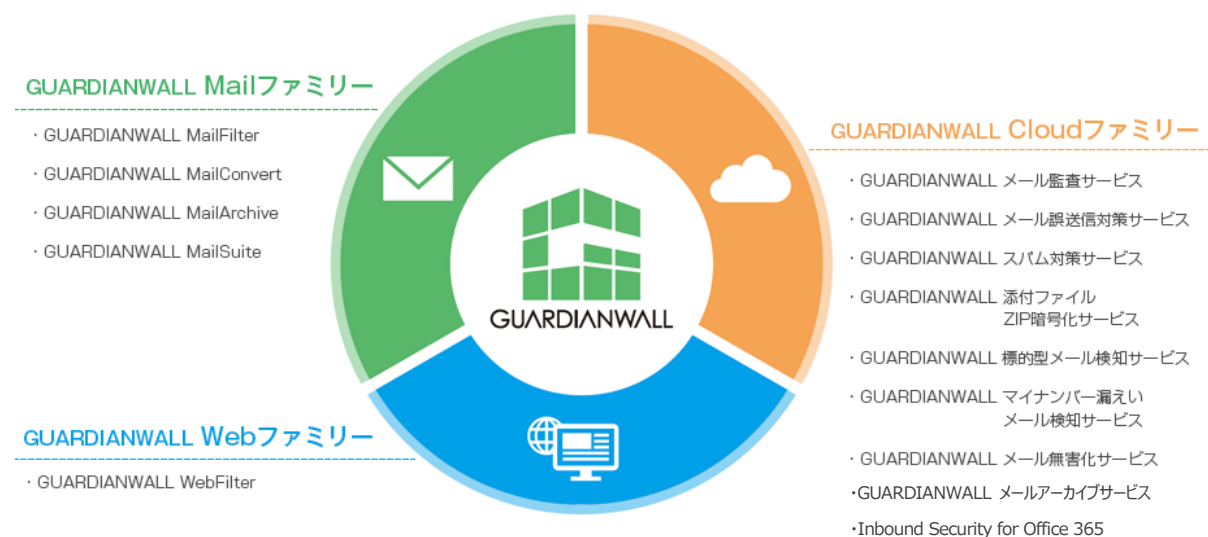 GUARDIANWALL Mailファミリー
・GUARDIANWALL MailFilter
・GUARDIANWALL MailConvert
・GUARDIANWALL MailArchive
・GUARDIANWALL MailSuite
GUARDIANWALL Webファミリー
・GUARDIANWALL WebFilter
GUARDIANWALL
GUARDIANWALL Cloudファミリー
・GUARDIANWALL メール監査サービス
・GUARDIANWALL メール誤送信対策サービス
・GUARDIANWALL スパム対策サービス
・GUARDIANWALL 添付ファイル
ZIP暗号化サービス
・GUARDIANWALL 標的型メール検知サービス
・GUARDIANWALL マイナンバー漏えい
メール検知サービス
・GUARDIANWALL メール無害化サービス
・GUARDIANWALL メールアーカイブサービス
・Inbound Security for Office 365